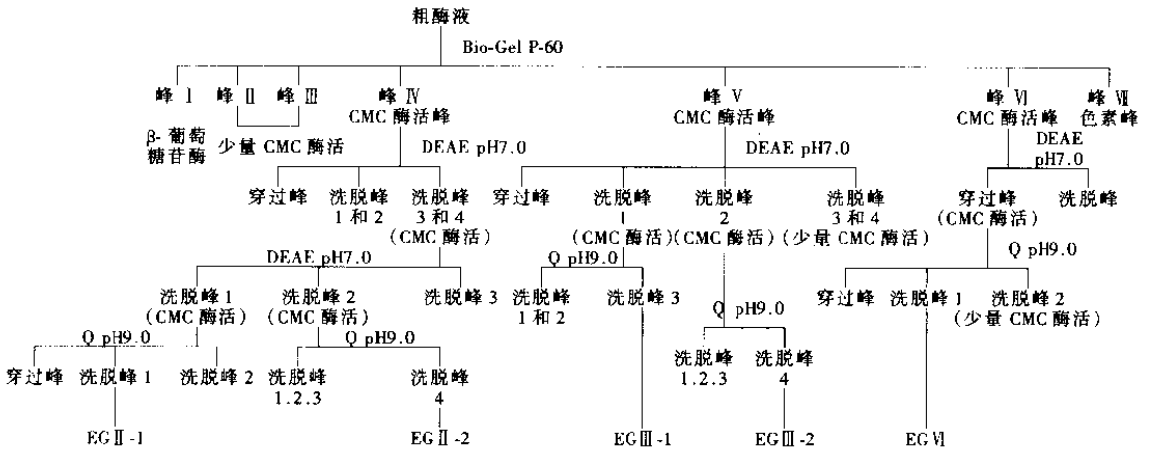 粗酶液
Bio-Gel P-60
峰 Ⅰ
峰 Ⅱ
峰 Ⅲ
峰 Ⅳ
CMC 酶活峰
峰 Ⅴ
CMC 酶活峰
峰 Ⅵ
CMC 酶活峰
峰 Ⅶ
色素峰
β- 葡萄
糖苷酶
少量 CMC 酶活
DEAE pH7.0
DEAE pH7.0
DEAE
pH7.0
穿过峰
洗脱峰
1 和 2
洗脱峰
3 和 4
(CMC 酶活)
穿过峰
洗脱峰
1
(CMC 酶活)
洗脱峰
2
(CMC 酶活)
洗脱峰
3 和 4
(少量 CMC 酶活)
穿过峰
(CMC 酶活)
洗脱峰
DEAE pH7.0
Q pH9.0
Q pH9.0
洗脱峰 1
(CMC 酶活)
洗脱峰 2
(CMC 酶活)
洗脱峰 3
洗脱峰
1 和 2
洗脱峰 3
穿过峰
洗脱峰 1
洗脱峰 2
(少量 CMC 酶活)
Q pH9.0
Q pH9.0
Q pH9.0
穿过峰
洗脱峰 1
洗脱峰 2
洗脱峰
1.2.3
洗脱峰
4
洗脱峰
1.2.3
洗脱峰
4
EGⅡ-1
EGⅡ-2
EGⅢ-1
EGⅢ-2
EGⅥ